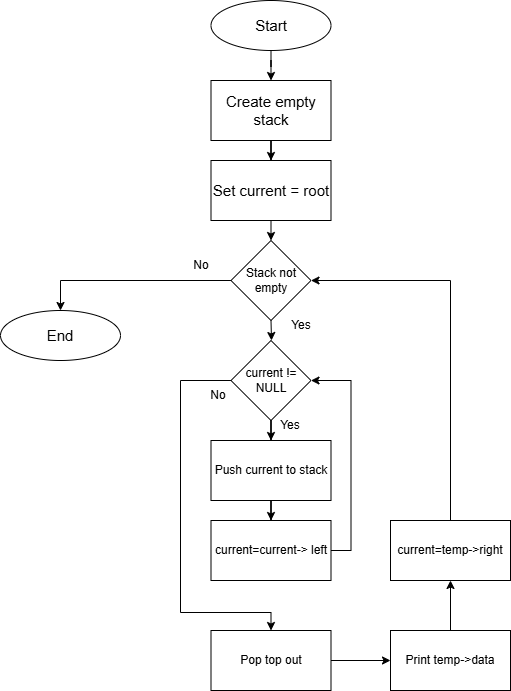 Start
Create empty
stack
Set current = root
No
Stack not
empty
End
Yes
current !=
NULL
No
Yes
Push current to stack
current=current-> left
current=temp->right
Pop top out
Print temp->data